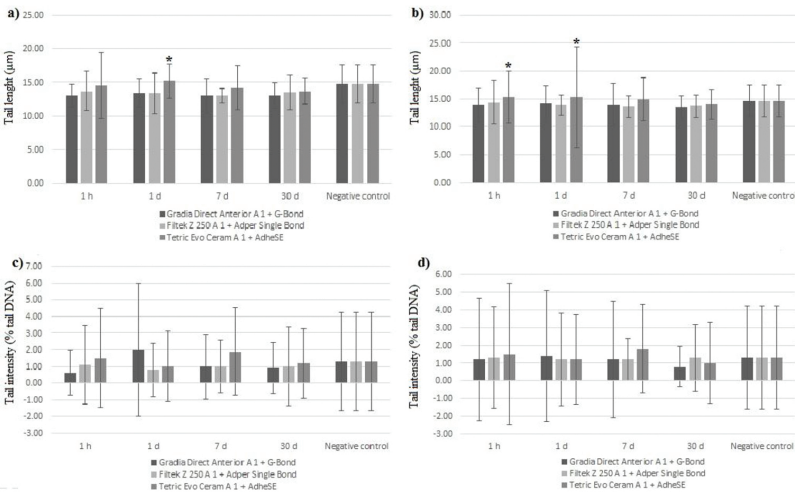 a)
Tail lenght (µm)
25.00
20.00
15.00
10.00
5.00
0.00
*
1 h
1 d
7 d
30 d
Negative control
Gradia Direct Anterior A 1 + G-Bond
Filtek Z 250 A 1 + Adper Single Bond
Tetric Evo Ceram A 1 + AdheSE
b)
Tail lenght (µm)
30.00
25.00
20.00
15.00
10.00
5.00
0.00
*
*
1 h
1 d
7 d
30 d
Negative control
Gradia Direct Anterior A 1 + G-Bond
Filtek Z 250 A 1 + Adper Single Bond
Tetric Evo Ceram A 1 + AdheSE
c)
Tail intensity (% tail DNA)
7.00
6.00
5.00
4.00
3.00
2.00
1.00
0.00
-1.00
-2.00
-3.00
1 h
1 d
7 d
30 d
Negative control
Gradia Direct Anterior A 1 + G-Bond
Filtek Z 250 A 1 + Adper Single Bond
Tetric Evo Ceram A 1 + AdheSE
d)
Tail intensity (% tail DNA)
6.00
5.00
4.00
3.00
2.00
1.00
0.00
-1.00
-2.00
-3.00
1 h
1 d
7 d
30 d
Negative control
Gradia Direct Anterior A 1 + G-Bond
Filtek Z 250 A 1 + Adper Single Bond
Tetric Evo Ceram A 1 + AdheSE